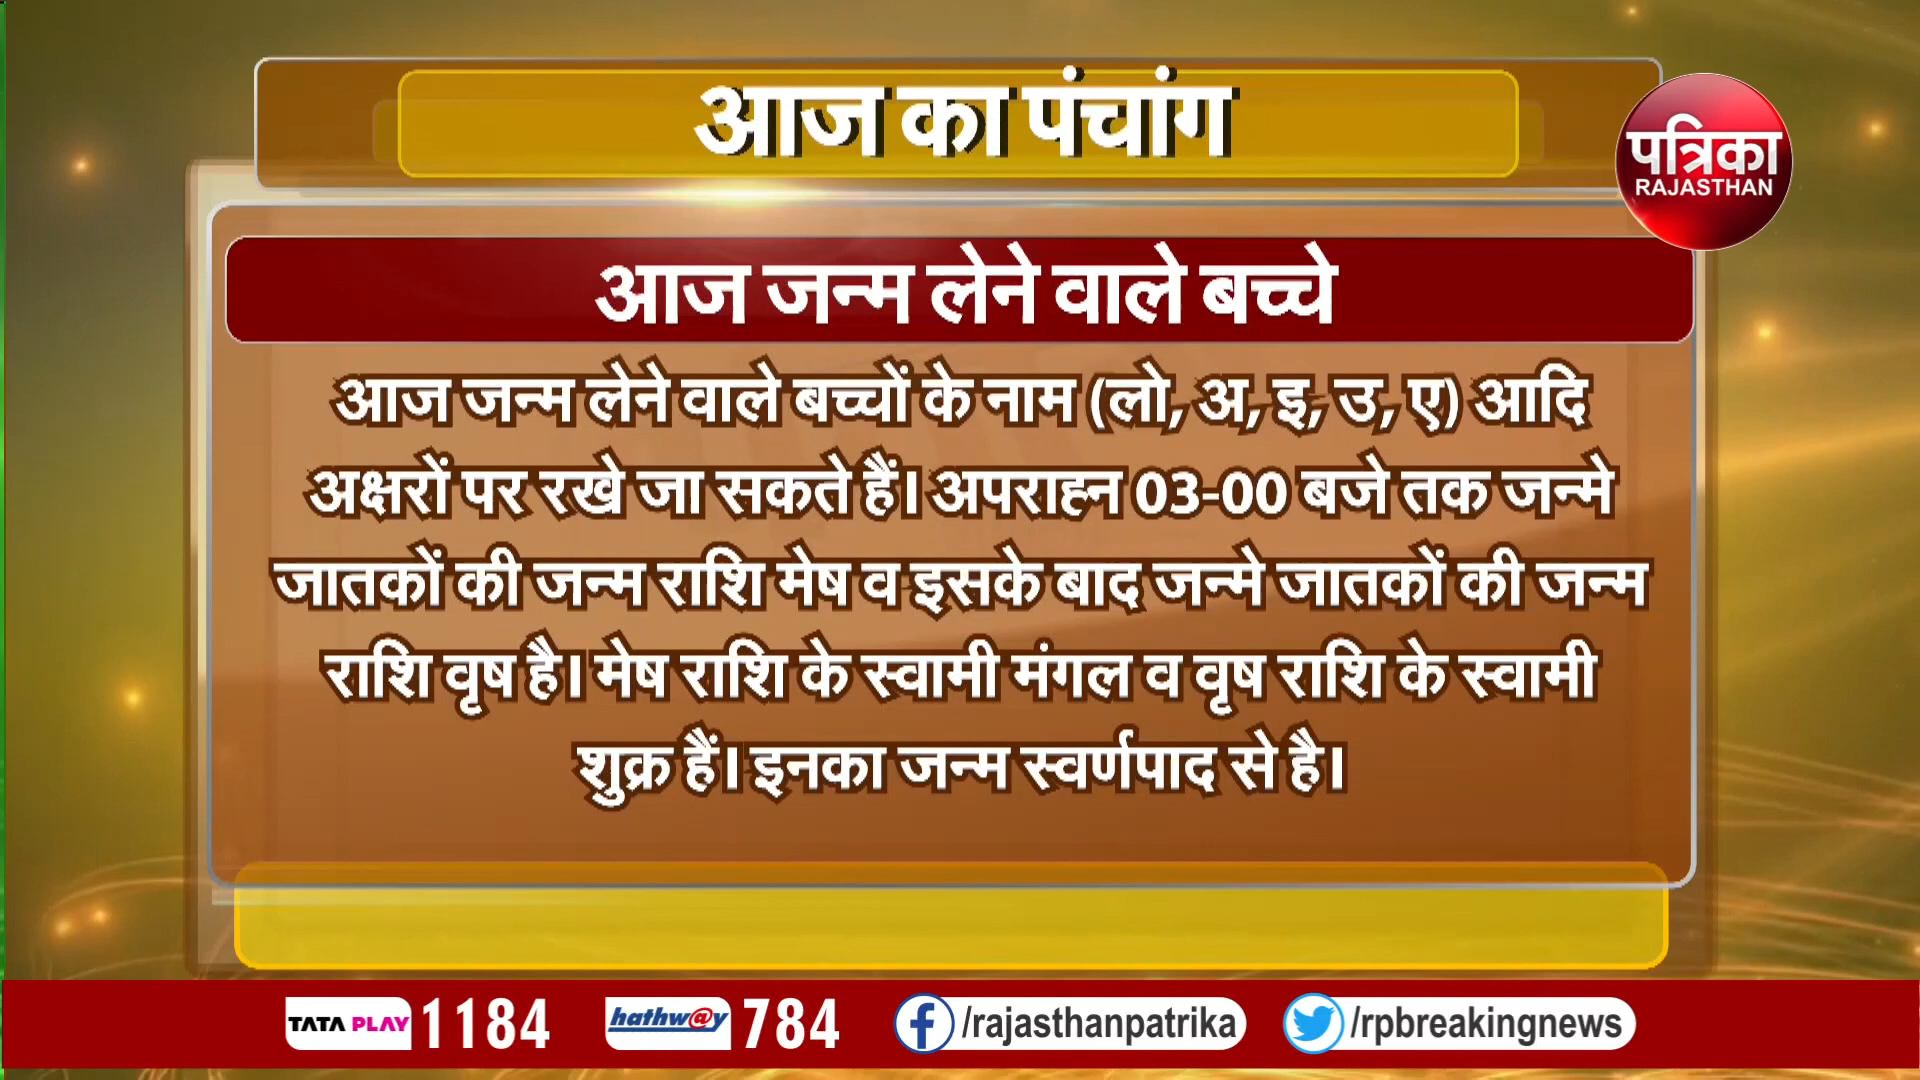 आज का पंचांग
पत्रिका
RAJASTHAN
आज जन्म लेने वाले बच्चे
आज जन्म लेने वाले बच्चों के नाम (लो, अ, इ, उ, ए) आदि
अक्षरों पर रखे जा सकते हैं। अपराह्न 03-00 बजे तक जन्मे
जातकों की जन्म राशि मेष व इसके बाद जन्मे जातकों की जन्म
राशि वृष है। मेष राशि के स्वामी मंगल व वृष राशि के स्वामी
शुक्र हैं। इनका जन्म स्वर्णपाद से है।
TATA PLAY 1184 hathw@y 784 /rajasthanpatrika /rpbreakingnews